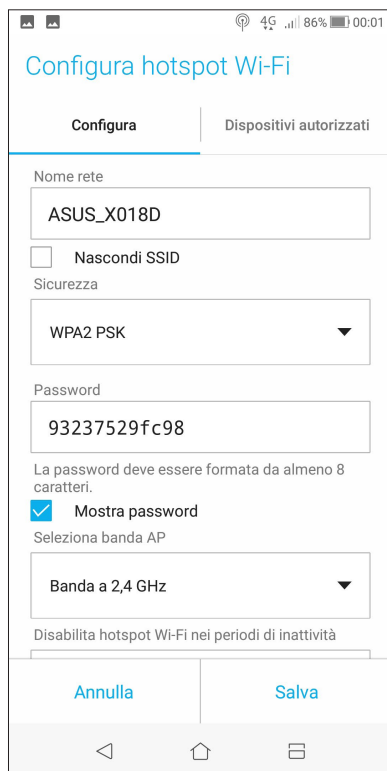 4G 86% 00:01
Configura hotspot Wi-Fi
Configura Dispositivi autorizzati
Nome rete
ASUS_X018D
Nascondi SSID
Sicurezza
WPA2 PSK
Password
93237529fc98
La password deve essere formata da almeno 8
caratteri.
Mostra password
Seleziona banda AP
Banda a 2,4 GHz
Disabilita hotspot Wi-Fi nei periodi di inattività
Annulla Salva